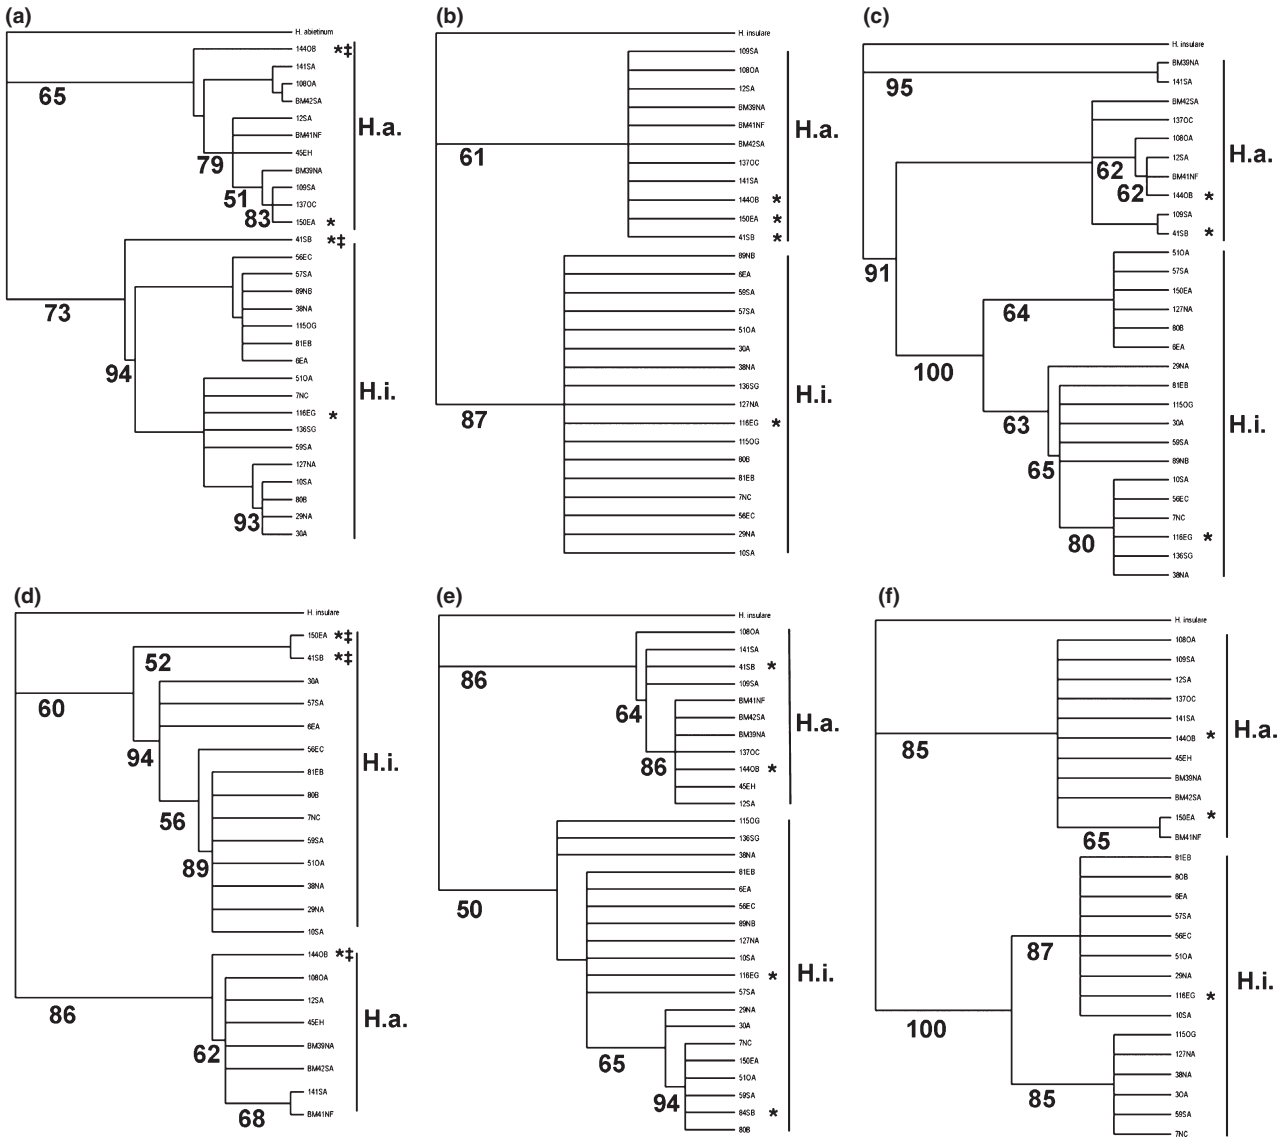 (a)
H. abietinum
144OB *‡
141SA
108OA
BM42SA
12SA
BM41NF
45EH
BM39NA
109SA
137OC
150EA *
41SB *‡
56EC
57SA
89NB
38NA
115OG
81EB
6EA
51OA
7NC
116EG *
136SG
59SA
127NA
10SA
80B
29NA
30A
65
79
51
83
73
94
93
H.a.
H.i.
(b)
H. insulare
109SA
108OA
12SA
BM39NA
BM41NF
BM42SA
137OC
141SA
144OB *
150EA *
41SB *
89NB
6EA
59SA
57SA
51OA
30A
38NA
136SG
127NA
116EG *
115OG
80B
81EB
7NC
56EC
29NA
10SA
61
87
H.a.
H.i.
(c)
H. insulare
BM39NA
141SA
BM42SA
137OC
108OA
12SA
BM41NF
144OB *
109SA
41SB *
51OA
57SA
150EA
127NA
80B
6EA
29NA
81EB
115OG
30A
59SA
89NB
10SA
56EC
7NC
116EG *
136SG
38NA
95
62
62
91
64
100
63
65
80
H.a.
H.i.
(d)
H. insulare
150EA *‡
41SB *‡
30A
57SA
6EA
56EC
81EB
80B
7NC
59SA
51OA
38NA
29NA
10SA
144OB *‡
108OA
12SA
45EH
BM39NA
BM42SA
141SA
BM41NF
52
60
94
56
89
86
62
68
H.i.
H.a.
(e)
H. insulare
108OA
141SA
41SB *
109SA
BM41NF
BM42SA
BM39NA
137OC
144OB *
45EH
12SA
115OG
136SG
38NA
81EB
6EA
56EC
89NB
127NA
10SA
116EG *
57SA
29NA
30A
7NC
150EA
51OA
59SA
84SB *
80B
86
64
86
50
65
94
H.a.
H.i.
(f)
H. insulare
108OA
109SA
12SA
137OC
141SA
144OB *
45EH
BM39NA
BM42SA
150EA *
BM41NF
81EB
80B
6EA
57SA
56EC
51OA
29NA
116EG *
10SA
115OG
127NA
38NA
30A
59SA
7NC
85
65
87
100
85
H.a.
H.i.